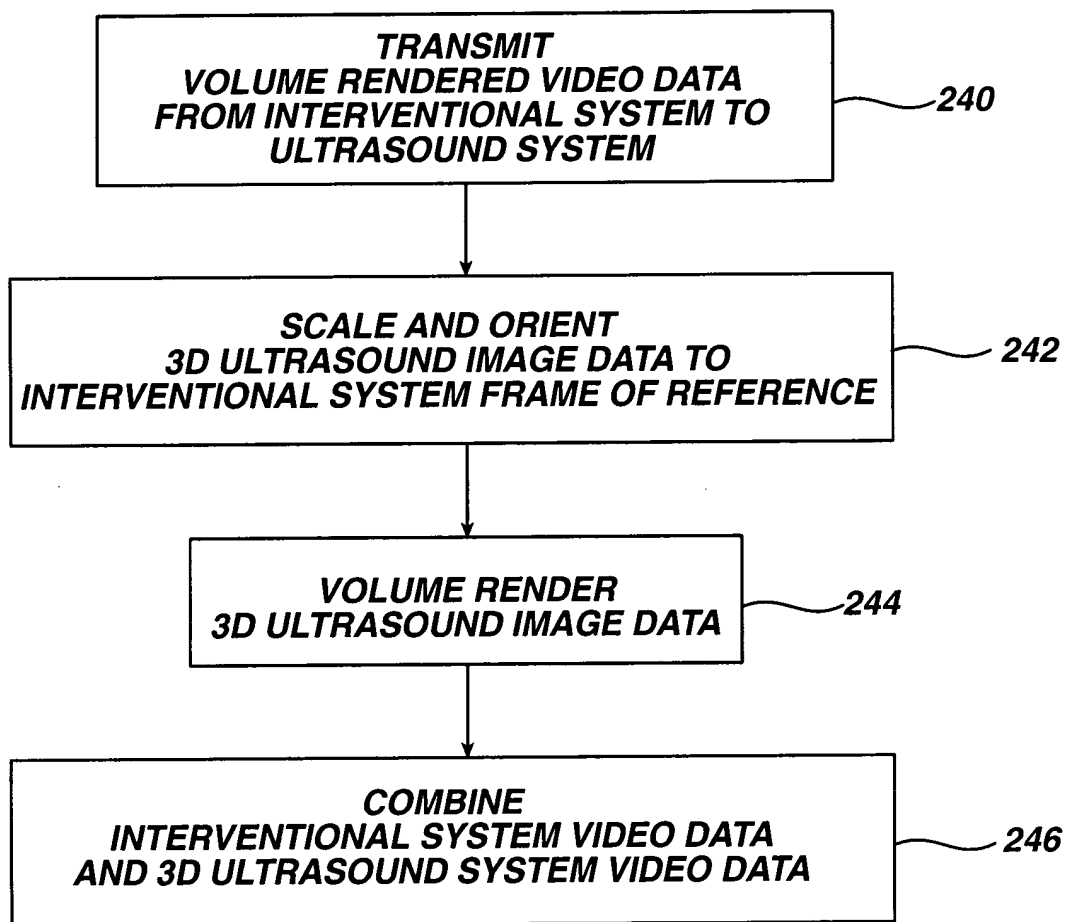 TRANSMIT
VOLUME RENDERED VIDEO DATA
FROM INTERVENTIONAL SYSTEM TO
ULTRASOUND SYSTEM
240
SCALE AND ORIENT
3D ULTRASOUND IMAGE DATA TO
INTERVENTIONAL SYSTEM FRAME OF REFERENCE
242
VOLUME RENDER
3D ULTRASOUND IMAGE DATA
244
COMBINE
INTERVENTIONAL SYSTEM VIDEO DATA
AND 3D ULTRASOUND SYSTEM VIDEO DATA
246